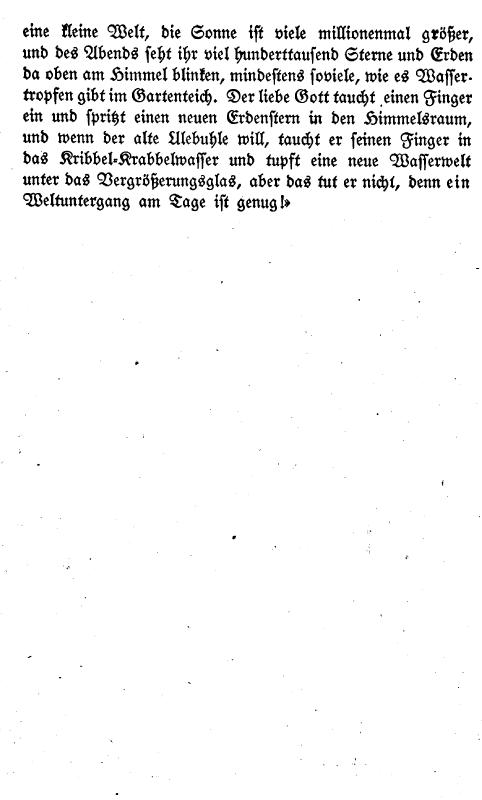 eine kleine Welt, die Sonne ist viele millionenmal größer,
und des Abends seht ihr viel hunderttausend Sterne und Erden
da oben am Himmel blinken, mindestens soviele, wie es Wasser-
tropfen gibt im Gartenteich. Der liebe Gott taucht einen Finger
ein und spritzt einen neuen Erdenstern in den Himmelsraum,
und wenn der alte Ulebuhle will, taucht er seinen Finger in
das Kribbel-Krabbelwasser und tupft eine neue Wasserwelt
unter das Vergrößerungsglas, aber das tut er nicht, denn ein
Weltuntergang am Tage ist genug!»